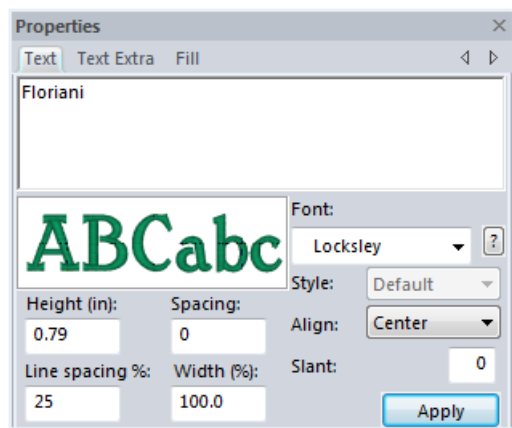 Properties
Text Text Extra Fill
Floriani
ABCabc
Font:
Locksley ?
Style: Default
Height (in): Spacing:
0.79 0
Align: Center
Line spacing %: Width (%):
Slant: 0
25 100.0
Apply